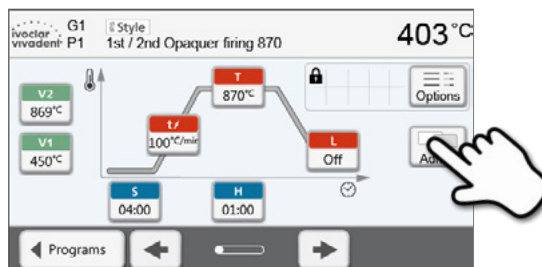 ivoclar vivadent
G1
P1
IPS Style
1st / 2nd Opaquer firing 870
403°C
V2
869°C
V1
450°C
t↗
100°C/min
T
870°C
L
Off
Options
S
04:00
H
01:00
Programs